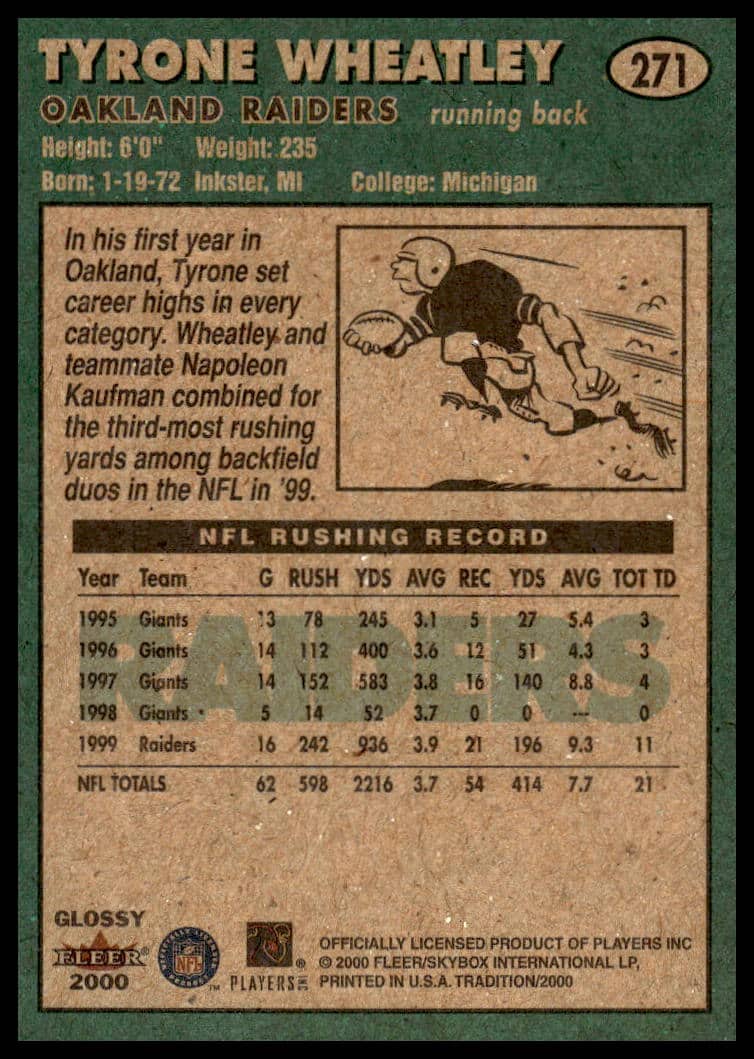 TYRONE WHEATLEY 271
OAKLAND RAIDERS running back
Height: 6'0" Weight: 235
Born: 1-19-72 Inkster, MI College: Michigan
In his first year in
Oakland, Tyrone set
career highs in every
category. Wheatley and
teammate Napoleon
Kaufman combined for
the third-most rushing
yards among backfield
duos in the NFL in '99.
NFL RUSHING RECORD
Year Team G RUSH YDS AVG REC YDS AVG TOT TD
1995 Giants 13 78 245 3.1 5 27 5.4 3
1996 Giants 14 112 400 3.6 12 51 4.3 3
1997 Giants 14 152 583 3.8 16 140 8.8 4
1998 Giants 5 14 52 3.7 0 0 --- 0
1999 Raiders 16 242 936 3.9 21 196 9.3 11
NFL TOTALS 62 598 2216 3.7 54 414 7.7 21
RAIDERS
GLOSSY
FLEER®
2000
NFL
™
PLAYERS INC
®
OFFICIALLY LICENSED PRODUCT OF PLAYERS INC
© 2000 FLEER/SKYBOX INTERNATIONAL LP,
PRINTED IN U.S.A. TRADITION/2000